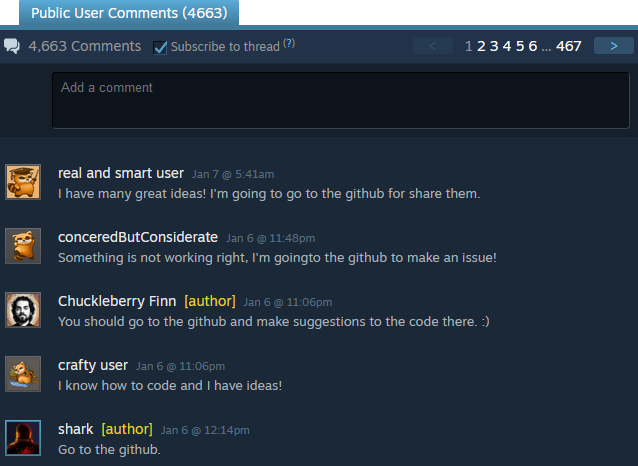 Public User Comments (4663)
4,663 Comments Subscribe to thread (?) < 1 2 3 4 5 6 ... 467 >
Add a comment
real and smart user Jan 7 @ 5:41am
I have many great ideas! I'm going to go to the github for share them.
conceredButConsiderate Jan 6 @ 11:48pm
Something is not working right, I'm goingto the github to make an issue!
Chuckleberry Finn [author] Jan 6 @ 11:06pm
You should go to the github and make suggestions to the code there. :)
crafty user Jan 6 @ 11:06pm
I know how to code and I have ideas!
shark [author] Jan 6 @ 12:14pm
Go to the github.